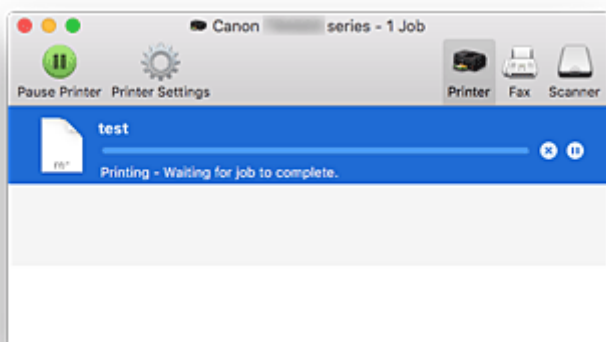 Canon series - 1 Job
Pause Printer Printer Settings Printer Fax Scanner
test
Printing - Waiting for job to complete.